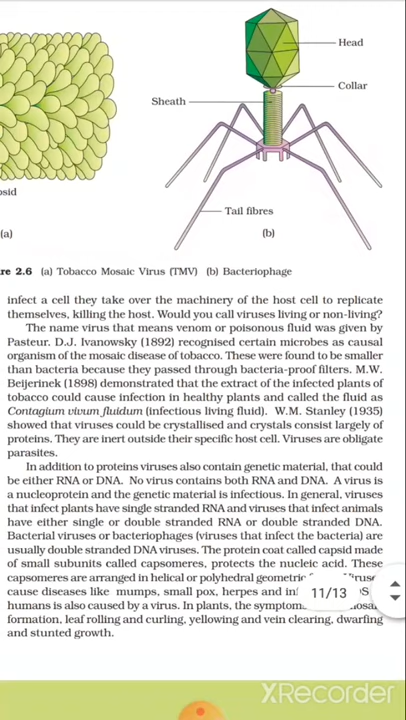 Head
Collar
Sheath
Tail fibres
(a)
(b)
2.6 (a) Tobacco Mosaic Virus (TMV) (b) Bacteriophage
infect a cell they take over the machinery of the host cell to replicate
themselves, killing the host. Would you call viruses living or non-living?
The name virus that means venom or poisonous fluid was given by
Pasteur. D.J. Ivanowsky (1892) recognised certain microbes as causal
organism of the mosaic disease of tobacco. These were found to be smaller
than bacteria because they passed through bacteria-proof filters. M.W.
Beijerinek (1898) demonstrated that the extract of the infected plants of
tobacco could cause infection in healthy plants and called the fluid as
Contagium vivum fluidum (infectious living fluid). W.M. Stanley (1935)
showed that viruses could be crystallised and crystals consist largely of
proteins. They are inert outside their specific host cell. Viruses are obligate
parasites.
In addition to proteins viruses also contain genetic material, that could
be either RNA or DNA. No virus contains both RNA and DNA. A virus is
a nucleoprotein and the genetic material is infectious. In general, viruses
that infect plants have single stranded RNA and viruses that infect animals
have either single or double stranded RNA or double stranded DNA.
Bacterial viruses or bacteriophages (viruses that infect the bacteria) are
usually double stranded DNA viruses. The protein coat called capsid made
of small subunits called capsomeres, protects the nucleic acid. These
capsomeres are arranged in helical or polyhedral geometric
cause diseases like mumps, small pox, herpes and
11/13
humans is also caused by a virus. In plants, the
formation, leaf rolling and curling, yellowing and vein clearing, dwarfing
and stunted growth.
XRecorder